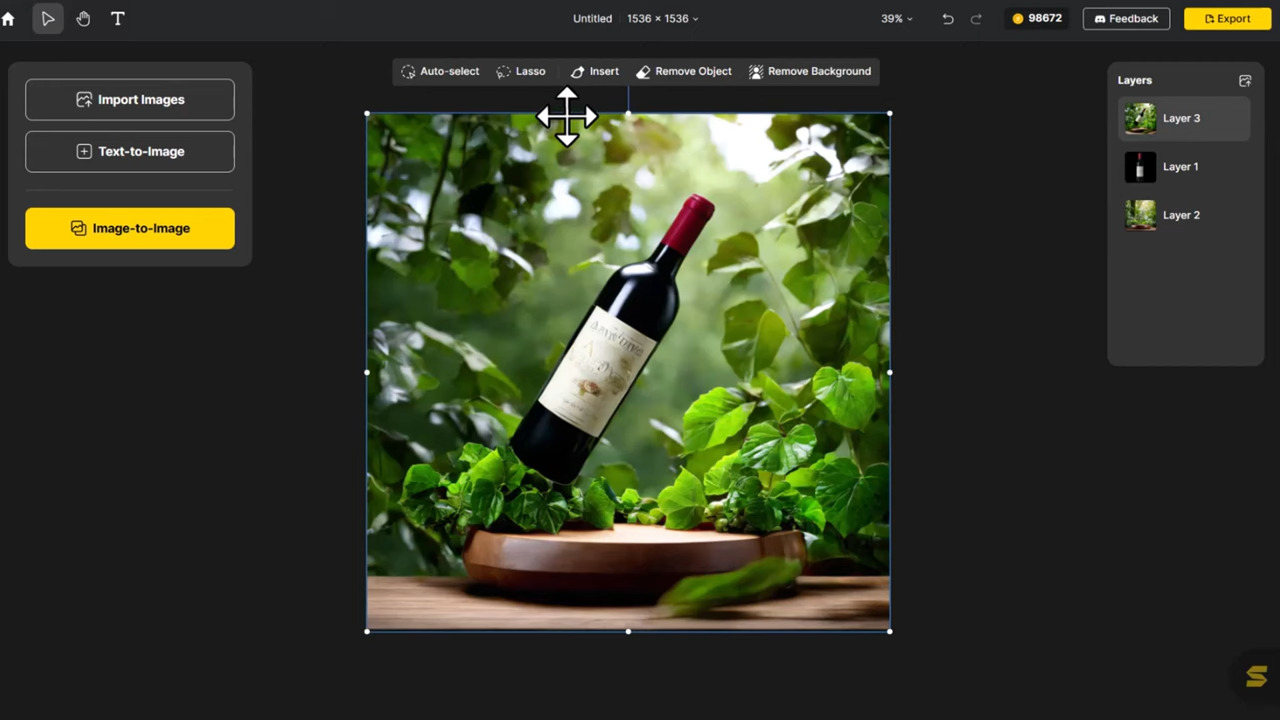 Untitled 1536 × 1536 39% 98672 Feedback Export
Auto-select Lasso Insert Remove Object Remove Background
Import Images
Text-to-Image
Image-to-Image
Layers
Layer 3
Layer 1
Layer 2